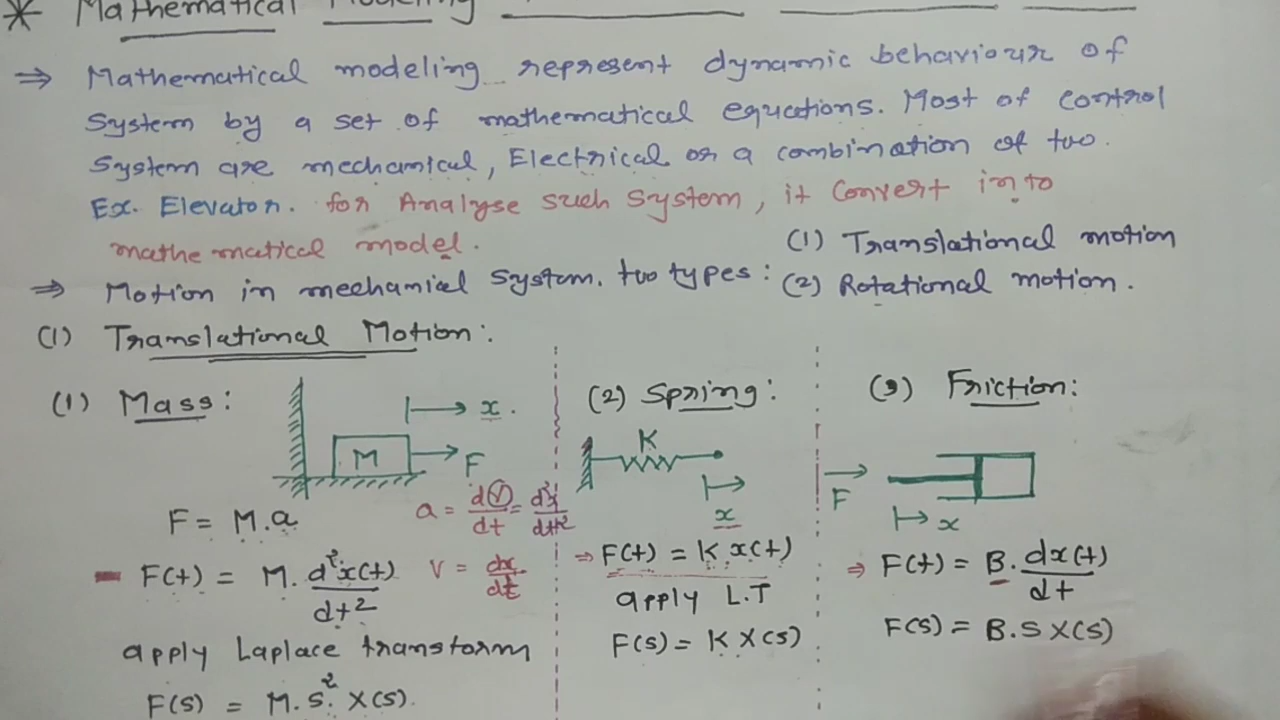 * Mathematical Modeling
⇒ Mathematical modeling represent dynamic behaviour of
System by a set of mathematical equations. Most of control
System are mechanical, Electrical or a combination of two.
Ex. Elevator. for Analyse such system, it convert in to
mathematical model.
(1) Translational motion
⇒ Motion in mechanical system. two types: (2) Rotational motion.
(1) Translational Motion:
(1) Mass:
x.
M
F
F = M.a
a = dV/dt = d²x/dt²
F(t) = M. d²x(t)/dt²
V = dx/dt
apply Laplace transform
F(s) = M.s². X(s).
(2) Spring:
K
x
⇒ F(t) = K x(t)
apply L.T
F(s) = K X(s)
(3) Friction:
F
x
⇒ F(t) = B. dx(t)/dt
F(s) = B.S X(s)